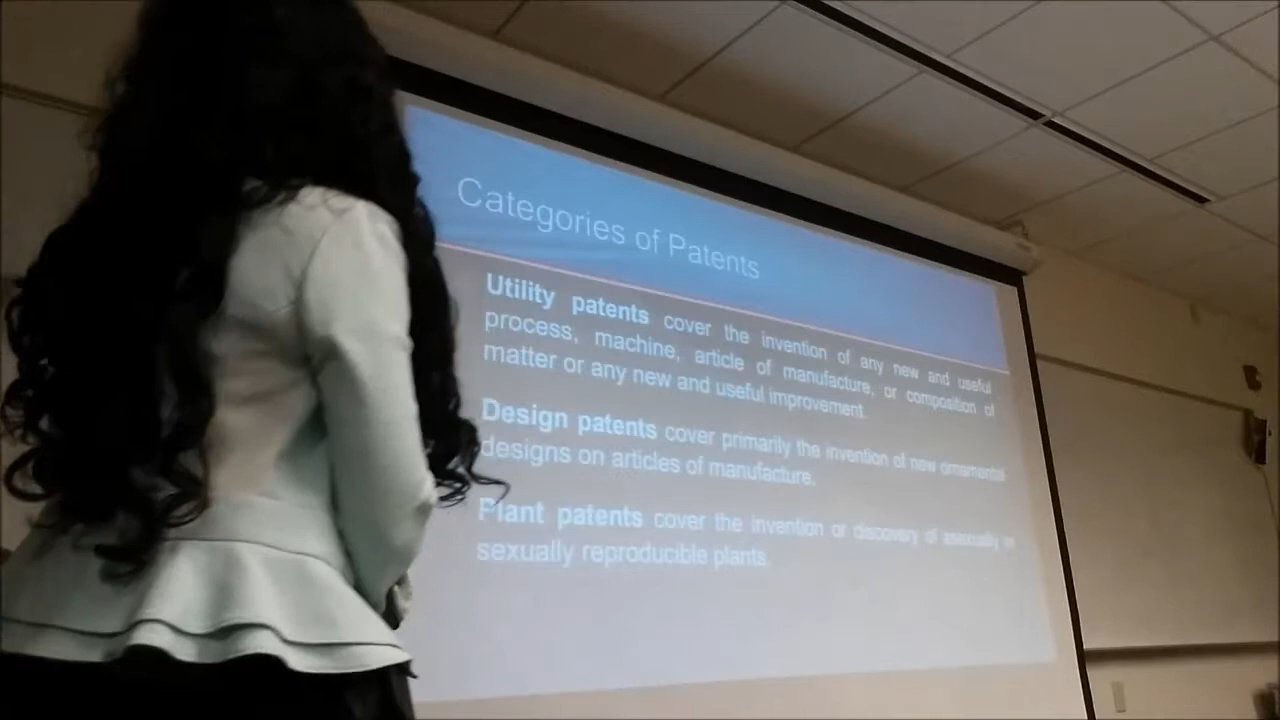 Categories of Patents
Utility patents cover the invention of any new and useful
process, machine, article of manufacture, or composition of
matter or any new and useful improvement.
Design patents cover primarily the invention of new ornamental
designs on articles of manufacture.
Plant patents cover the invention or discovery of asexually or
sexually reproducible plants.